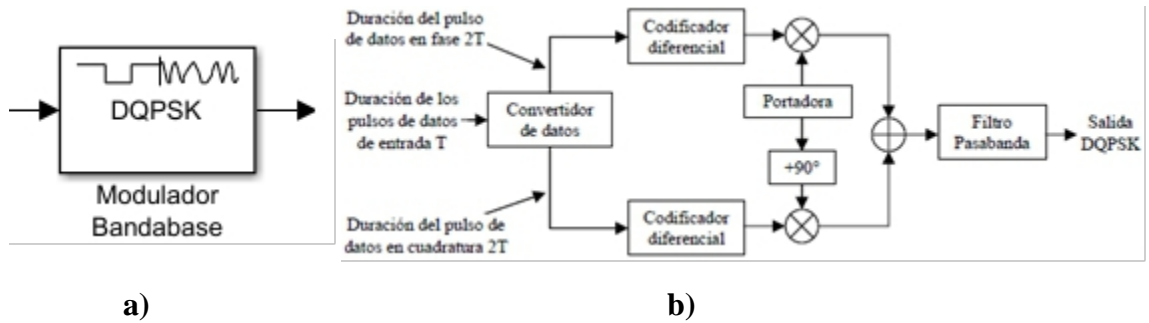 DQPSK
Modulador
Bandabase
a)
Duración del pulso
de datos en fase 2T
Duración de los
pulsos de datos
de entrada T
Duración del pulso de
datos en cuadratura 2T
Convertidor
de datos
Codificador
diferencial
Portadora
+90°
Codificador
diferencial
Filtro
Pasabanda
Salida
DQPSK
b)